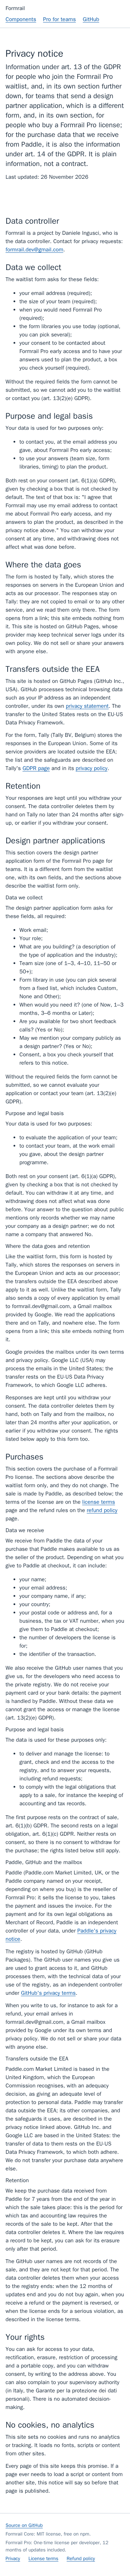 Formrail
Components Pro for teams GitHub
Privacy notice
Information under art. 13 of the GDPR
for people who join the Formrail Pro
waitlist, and, in its own section further
down, for teams that send a design
partner application, which is a different
form, and, in its own section, for
people who buy a Formrail Pro license;
for the purchase data that we receive
from Paddle, it is also the information
under art. 14 of the GDPR. It is plain
information, not a contract.
Last updated: 26 November 2026
Data controller
Formrail is a project by Daniele Ingusci, who is
the data controller. Contact for privacy requests:
formrail.dev@gmail.com.
Data we collect
The waitlist form asks for these fields:
your email address (required);
the size of your team (required);
when you would need Formrail Pro
(required);
the form libraries you use today (optional,
you can pick several);
your consent to being contacted about
Formrail Pro early access and to have your
answers used to plan the product, a box
you check yourself (required).
Without the required fields the form cannot be
submitted, so we cannot add you to the waitlist
or contact you (art. 13(2)(e) GDPR).
Purpose and legal basis
Your data is used for two purposes only:
to contact you, at the email address you
gave, about Formrail Pro early access;
to use your answers (team size, form
libraries, timing) to plan the product.
Both rest on your consent (art. 6(1)(a) GDPR),
given by checking a box that is not checked by
default. The text of that box is: "I agree that
Formrail may use my email address to contact
me about Formrail Pro early access, and my
answers to plan the product, as described in the
privacy notice above." You can withdraw your
consent at any time, and withdrawing does not
affect what was done before.
Where the data goes
The form is hosted by Tally, which stores the
responses on servers in the European Union and
acts as our processor. The responses stay in
Tally: they are not sent to us by email and they
are not copied into any other tool. The form
opens from a link; this site embeds nothing from
it. This site is hosted on GitHub Pages, whose
provider may keep technical logs under its own
policy. We do not sell or share your answers
with anyone else.
Transfers outside the EEA
This site is hosted on GitHub Pages (GitHub Inc.,
USA). GitHub processes technical browsing data
such as your IP address as an independent
controller, under its own privacy statement. The
transfer to the United States rests on the EU-US
Data Privacy Framework.
For the form, Tally (Tally BV, Belgium) stores the
responses in the European Union. Some of its
service providers are located outside the EEA;
the list and the safeguards are described in
Tally's GDPR page and in its privacy policy.
Retention
Your responses are kept until we withdraw your
consent. The data controller deletes them by
hand on Tally no later than 24 months after sign
up, or earlier if you withdraw your consent.
Design partner applications
This section covers the design partner
application form linked from the Pro page for
teams. It is a different form from the waitlist
one, with its own fields, and the sections above
describe the waitlist form only.
Data we collect
The design partner application form asks for
these fields, all required:
Work email;
Your role;
What are you building? (a description of
the type of application and the industry);
Team size (one of 1–3, 4–10, 11–50 or
50+);
Form library in use (you can pick several
from a fixed list, which includes Custom,
None and Other);
When would you need it? (one of Now, 1–3
months, 3–6 months or Later);
Are you available for two short feedback
calls? (Yes or No);
May we mention your company publicly as
a design partner? (Yes or No);
Consent, a box you check yourself that
refers to this notice.
Without the required fields the form cannot be
submitted, so we cannot evaluate your
application or contact your team (art. 13(2)(e)
GDPR).
Purpose and legal basis
Your data is used for two purposes:
to evaluate the application of your team;
to contact your team, at the work email
you gave, about the design partner
programme.
Both rest on your consent (art. 6(1)(a) GDPR),
given by checking a box that is not checked by
default. You can withdraw it at any time, and
withdrawing does not affect what was done
before. Your answer to the question about public
mentions only records whether we may name
your company as a design partner; we do not
name a company that answered No.
Where the data goes and retention
Like the waitlist form, this form is hosted by
Tally, which stores the responses on servers in
the European Union and acts as our processor;
the transfers outside the EEA described above
apply to it as well. Unlike the waitlist form, Tally
also sends a copy of every application by email
to formrail.dev@gmail.com, a Gmail mailbox
provided by Google. We read the applications
there and on Tally, and nowhere else. The form
opens from a link; this site embeds nothing from
it.
Google provides the mailbox under its own terms
and privacy policy. Google LLC (USA) may
process the emails in the United States; the
transfer rests on the EU-US Data Privacy
Framework, to which Google LLC adheres.
Responses are kept until you withdraw your
consent. The data controller deletes them by
hand, both on Tally and from the mailbox, no
later than 24 months after your application, or
earlier if you withdraw your consent. The rights
listed below apply to this form too.
Purchases
This section covers the purchase of a Formrail
Pro license. The sections above describe the
waitlist form only, and they do not change. The
sale is made by Paddle, as described below; the
terms of the license are on the license terms
page and the refund policy is on the refund policy
page.
Data we receive
We receive from Paddle the data of your
purchase that Paddle makes available to us as
the seller of the product. Depending on what you
give to Paddle at checkout, it can include:
your name;
your email address;
your company name, if any;
your country;
your postal code or address and, for a
business, the tax or VAT number, when you
give them to Paddle at checkout;
the number of developers the license is
for;
the identifier of the transaction.
We also receive the GitHub user names that you
give us, for the developers who need access to
the private registry. We do not receive your
payment card or your bank details: the payment
is handled by Paddle. Without these data we
cannot grant the access or manage the license
(art. 13(2)(e) GDPR).
Purpose and legal basis
The data is used for these purposes only:
to deliver and manage the license: to
grant, check and end the access to the
registry, and to answer your requests,
including refund requests;
to comply with the legal obligations that
apply to a sale, for instance the keeping of
accounting and tax records.
The first purpose rests on the contract of sale,
art. 6(1)(b) GDPR. The second rests on a legal
obligation, art. 6(1)(c) GDPR. Neither rests on
your consent, so there is no consent box for the
purchase; the rights listed below apply.
Paddle, GitHub and the mailbox
Paddle (Paddle.com Market Limited, UK, or the
Paddle company named on your receipt,
depending on where you buy) is the reseller of
Formrail Pro: it sells the license to you, takes the
payment and issues the invoice. For the
payment and for its own legal obligations as
Merchant of Record, Paddle is an independent
controller of your data, under Paddle's privacy
notice.
The registry is hosted by GitHub (GitHub
Packages). The GitHub user names you give us
are used to grant access to it, and GitHub
processes them, with the technical data of your
use of the registry, as an independent controller
under GitHub's privacy terms.
When you write to us, for instance to ask for a
refund, your email arrives in
formrail.dev@gmail.com, a Gmail mailbox
provided by Google under its own terms and
privacy policy. We do not sell or share your data
with anyone else.
Transfers outside the EEA
Paddle.com Market Limited is based in the
United Kingdom, which the European
Commission recognises, with an adequacy
decision, as giving an adequate level of
protection to personal data. Paddle may transfer
data outside the EEA; its other companies, and
the safeguards it uses, are described in the
privacy notice linked above. GitHub Inc. and
Google LLC are based in the United States: the
transfer of data to them rests on the EU-US
Data Privacy Framework, to which both adhere.
We do not transfer your purchase data anywhere
else.
Retention
We keep the purchase data received from
Paddle for 7 years from the end of the year in
which the sale takes place: this is the period for
which tax and accounting law requires the
records of the sale to be kept. After that the
data controller deletes it. Where the law requires
a record to be kept, you can ask for its erasure
only after that period.
The GitHub user names are not records of the
sale, and they are not kept for that period. The
data controller deletes them when your access
to the registry ends: when the 12 months of
updates end and you do not buy again, when you
receive a refund or the payment is reversed, or
when the license ends for a serious violation, as
described in the license terms.
Your rights
You can ask for access to your data,
rectification, erasure, restriction of processing
and a portable copy, and you can withdraw
consent, by writing to the address above. You
can also complain to your supervisory authority
(in Italy, the Garante per la protezione dei dati
personali). There is no automated decision-
making.
No cookies, no analytics
This site sets no cookies and runs no analytics
or tracking. It loads no fonts, scripts or content
from other sites.
Every page of this site keeps this promise. If a
page ever needs to load a script or content from
another site, this notice will say so before that
page is published.
Source on GitHub
Formrail Core: MIT license, free on npm.
Formrail Pro: One-time license per developer, 12
months of updates included.
Privacy License terms Refund policy